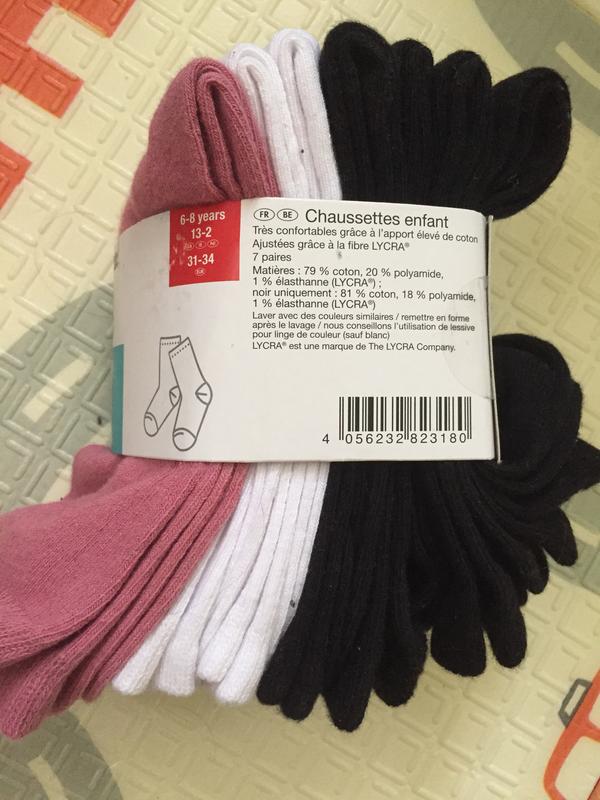 6-8 years
13-2
31-34
FR BE Chaussettes enfant
Très confortables grâce à l'apport élevé de coton
Ajustées grâce à la fibre LYCRA®
7 paires
Matières : 79 % coton, 20 % polyamide,
1 % élasthanne (LYCRA®) ;
noir uniquement : 81 % coton, 18 % polyamide,
1 % élasthanne (LYCRA®)
Laver avec des couleurs similaires / remettre en forme
après le lavage / nous conseillons l'utilisation de lessive
pour linge de couleur (sauf blanc)
LYCRA® est une marque de The LYCRA Company.
4 056232 823180